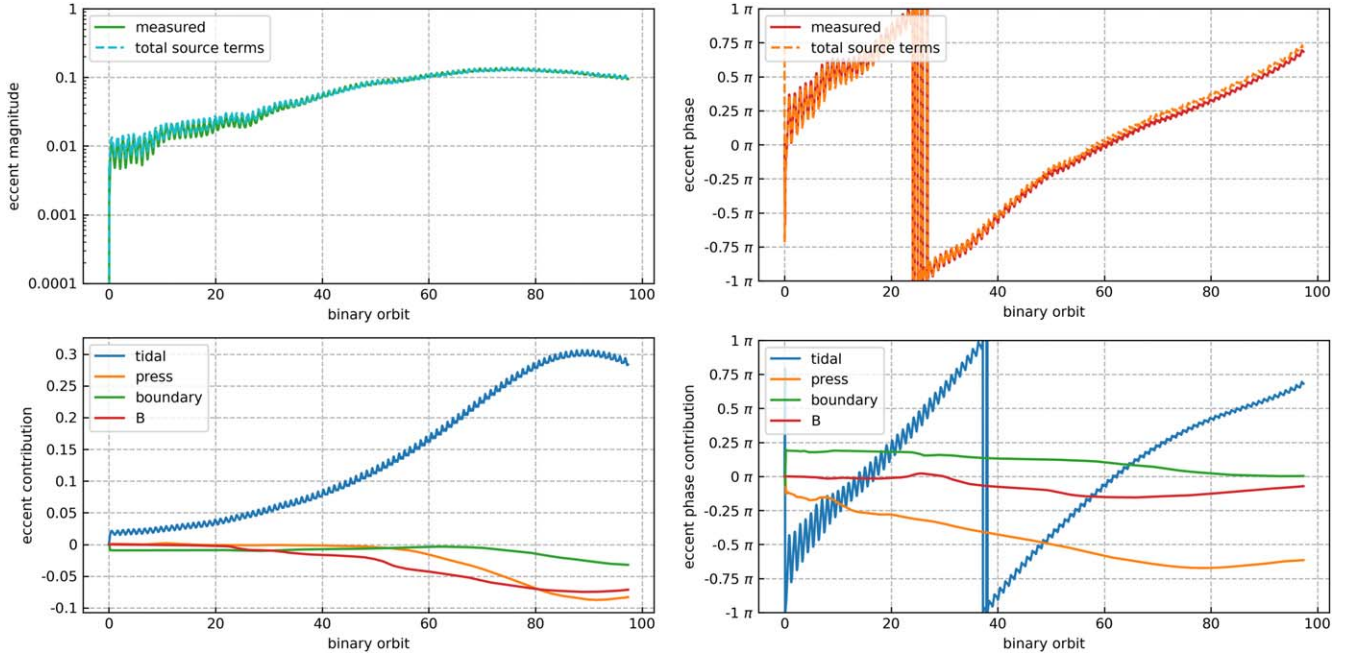 1
0.1
0.01
0.001
0.0001
eccent magnitude
measured
total source terms
0 20 40 60 80 100
binary orbit
1 π
0.75 π
0.5 π
0.25 π
0 π
-0.25 π
-0.5 π
-0.75 π
-1 π
eccent phase
measured
total source terms
0 20 40 60 80 100
binary orbit
0.3
0.25
0.2
0.15
0.1
0.05
0
-0.05
-0.1
eccent contribution
tidal
press
boundary
B
0 20 40 60 80 100
binary orbit
1 π
0.75 π
0.5 π
0.25 π
0 π
-0.25 π
-0.5 π
-0.75 π
-1 π
eccent phase contribution
tidal
press
boundary
B
0 20 40 60 80 100
binary orbit